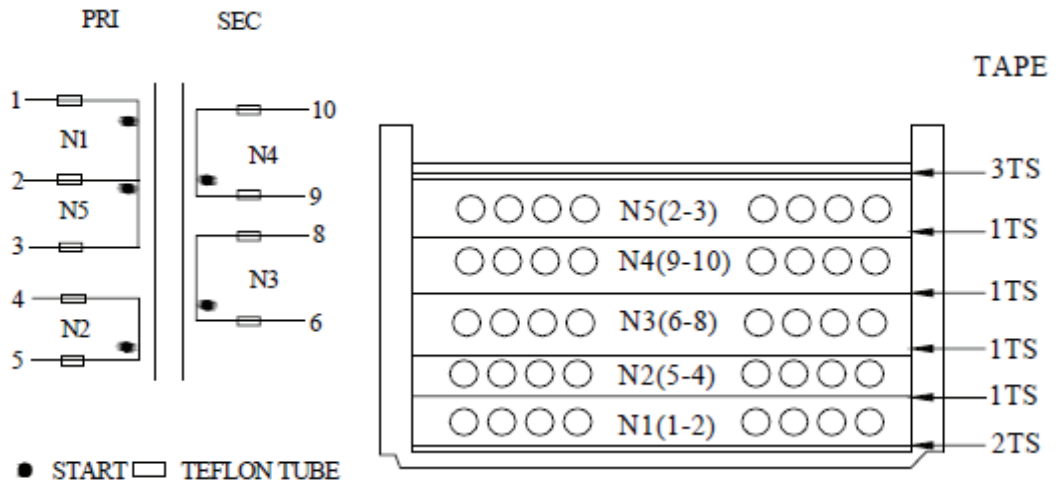 PRI
SEC
TAPE
1
N1
2
N5
3
4
N2
5
10
N4
9
8
N3
6
3TS
N5(2-3)
1TS
N4(9-10)
1TS
N3(6-8)
1TS
N2(5-4)
1TS
N1(1-2)
2TS
START
TEFLON TUBE